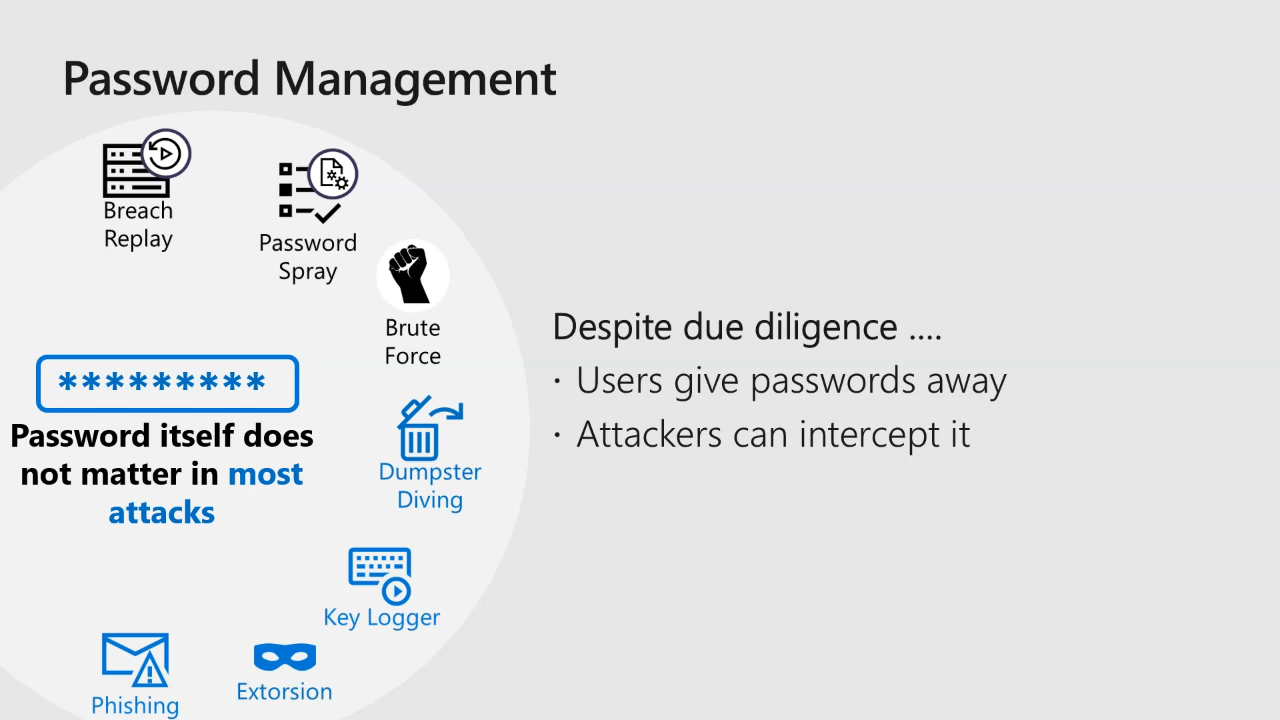 Password Management
Breach
Replay
Password
Spray
Brute
Force
*********
Password itself does
not matter in most
attacks
Dumpster
Diving
Key Logger
Extorsion
Phishing
Despite due diligence ....
· Users give passwords away
· Attackers can intercept it